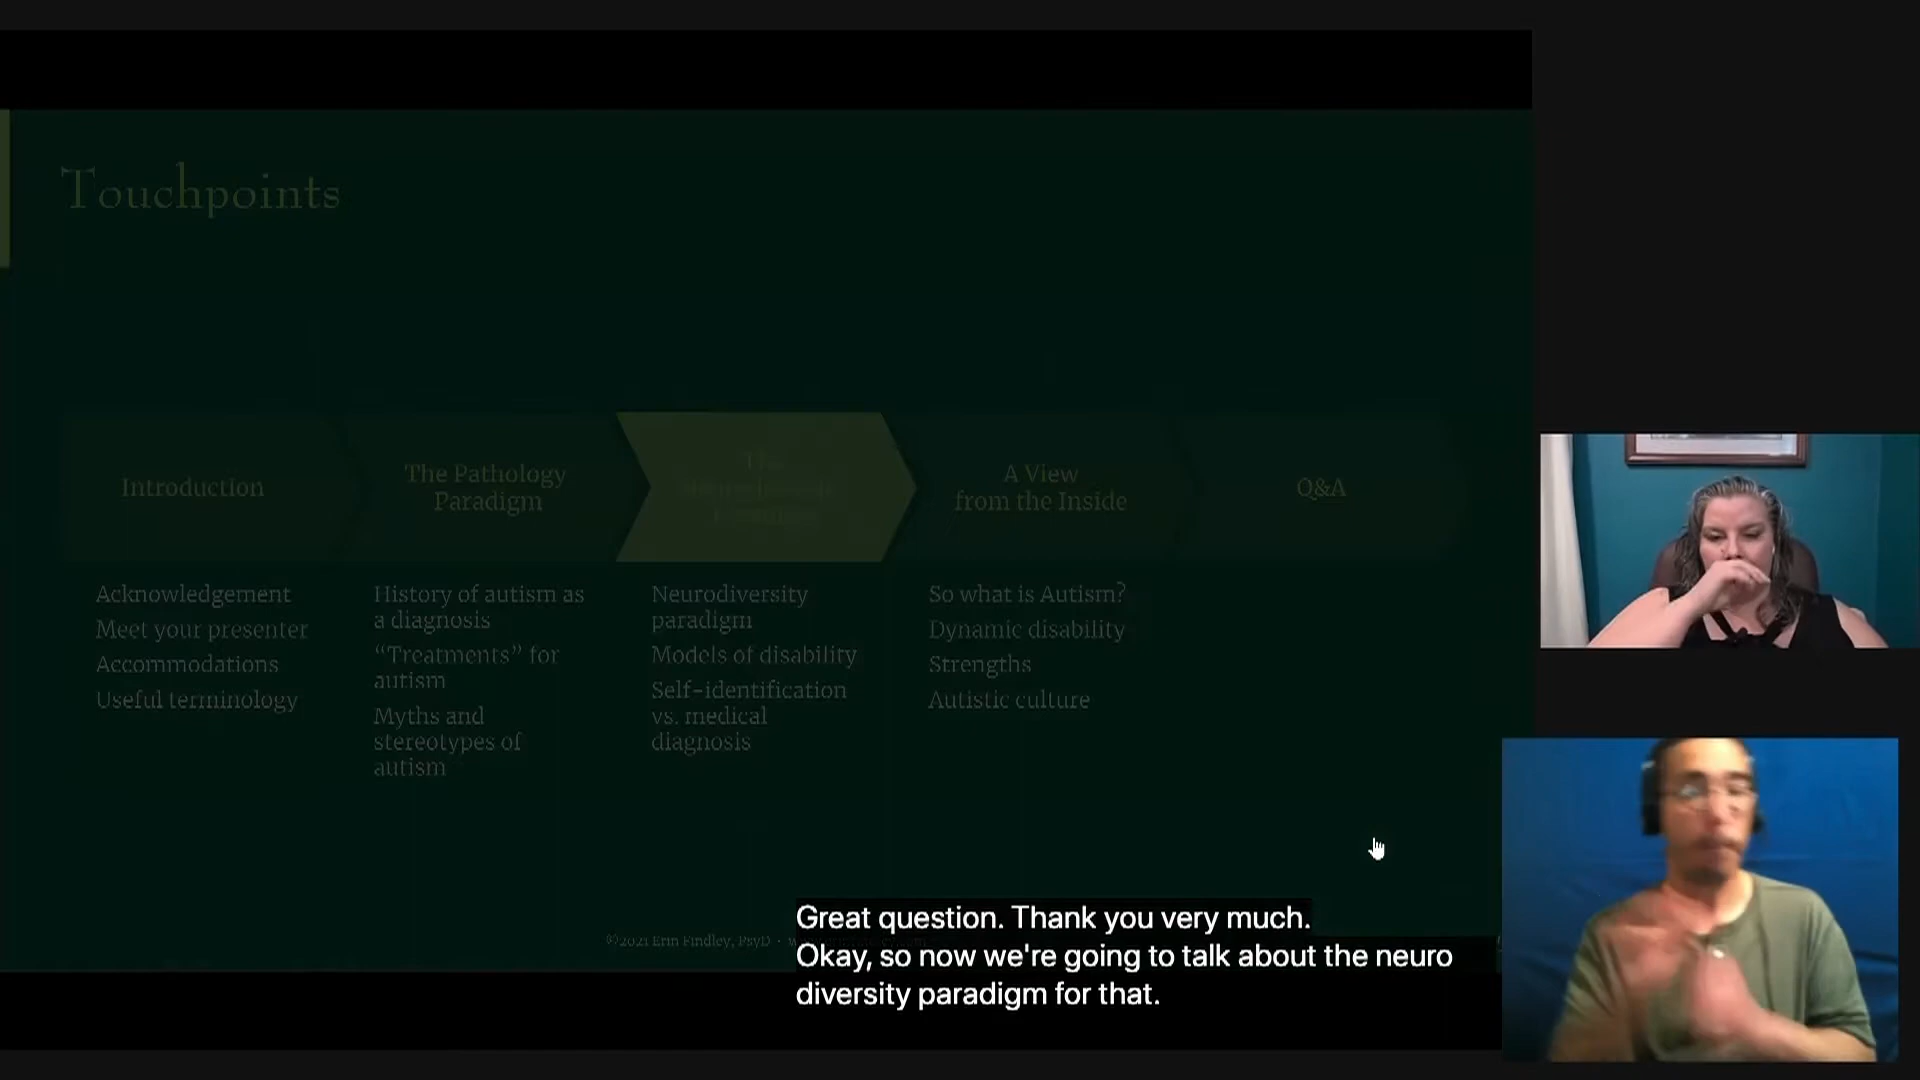 Touchpoints
Introduction
The Pathology
Paradigm
The
A View
from the Inside
Q&A
Acknowledgement
Meet your presenter
Accommodations
Useful terminology
History of autism as
a diagnosis
“Treatments” for
autism
Myths and
stereotypes of
autism
Neurodiversity
paradigm
Models of disability
Self-identification
vs. medical
diagnosis
So what is Autism?
Dynamic disability
Strengths
Autistic culture
©2021 Erin Findley, PsyD
Great question. Thank you very much.
Okay, so now we're going to talk about the neuro
diversity paradigm for that.